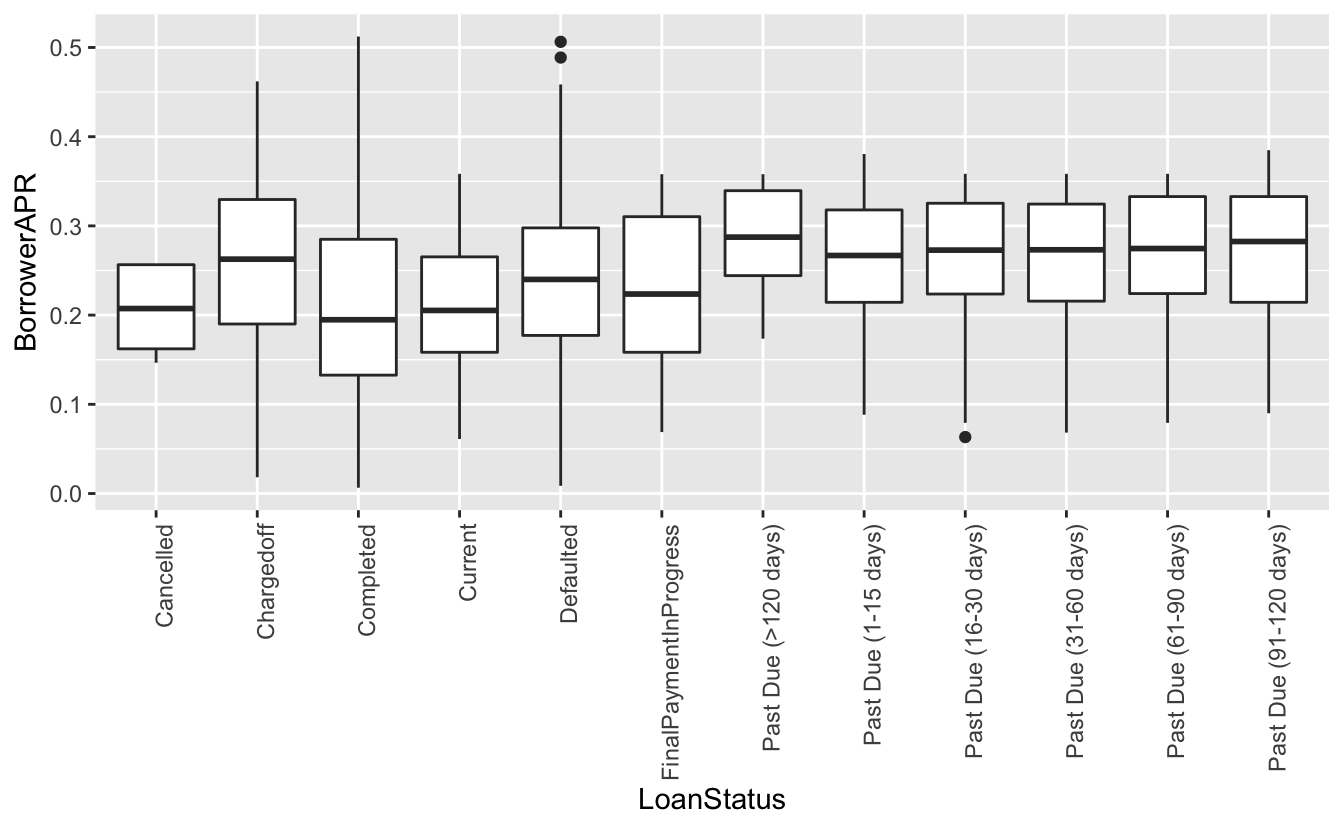 0.5
0.4
0.3
0.2
0.1
0.0
BorrowerAPR
Cancelled
Chargedoff
Completed
Current
Defaulted
FinalPaymentInProgress
Past Due (>120 days)
Past Due (1-15 days)
Past Due (16-30 days)
Past Due (31-60 days)
Past Due (61-90 days)
Past Due (91-120 days)
LoanStatus